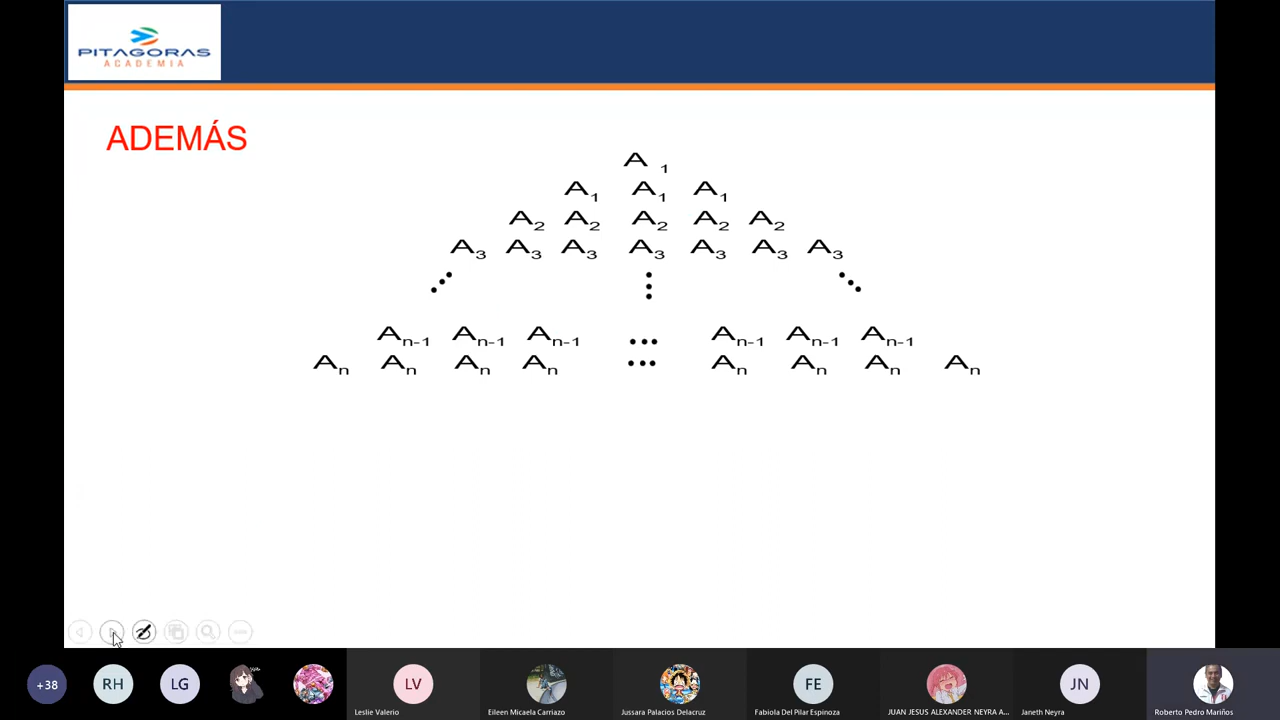 PITAGORAS
ACADEMIA
ADEMÁS
A 1
A1 A1 A1
A2 A2 A2 A2 A2
A3 A3 A3 A3 A3 A3 A3
An-1 An-1 An-1 ... An-1 An-1 An-1
An An An An ... An An An An
+38 RH LG LV FE JN
Leslie Valerio Eileen Micaela Carriazo Jussara Palacios Delacruz Fabiola Del Pilar Espinoza JUAN JESUS ALEXANDER NEYRA A... Janeth Neyra Roberto Pedro Mariños